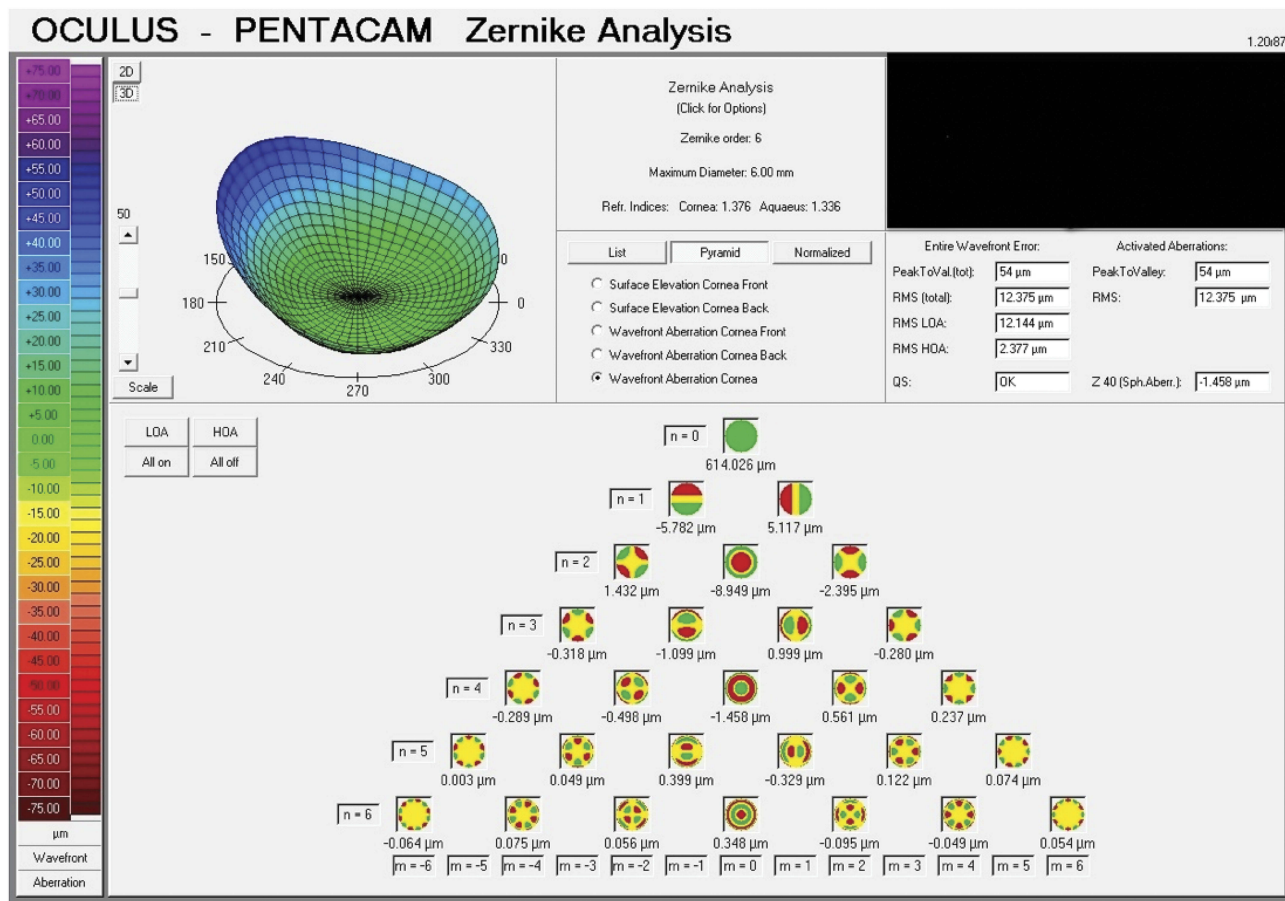 OCULUS - PENTACAM Zernike Analysis
1.20r87
+75.00
+70.00
+65.00
+60.00
+55.00
+50.00
+45.00
+40.00
+35.00
+30.00
+25.00
+20.00
+15.00
+10.00
+5.00
0.00
-5.00
-10.00
-15.00
-20.00
-25.00
-30.00
-35.00
-40.00
-45.00
-50.00
-55.00
-60.00
-65.00
-70.00
-75.00
µm
Wavefront
Aberration
2D
3D
50
Scale
150
180
210
240
270
300
330
0
0
Zernike Analysis
(Click for Options)
Zernike order: 6
Maximum Diameter: 6.00 mm
Refr. Indices: Cornea: 1.376 Aquaeus: 1.336
List Pyramid Normalized
Surface Elevation Cornea Front
Surface Elevation Cornea Back
Wavefront Aberration Cornea Front
Wavefront Aberration Cornea Back
Wavefront Aberration Cornea
Entire Wavefront Error: Activated Aberrations:
PeakToVal.(tot): 54 µm PeakToValley: 54 µm
RMS (total): 12.375 µm RMS: 12.375 µm
RMS LOA: 12.144 µm
RMS HOA: 2.377 µm
QS: OK Z 40 (Sph.Aberr.): -1.458 µm
LOA HOA
All on All off
n = 0
614.026 µm
n = 1
-5.782 µm 5.117 µm
n = 2
1.432 µm -8.949 µm -2.395 µm
n = 3
-0.318 µm -1.099 µm 0.999 µm -0.280 µm
n = 4
-0.289 µm -0.498 µm -1.458 µm 0.561 µm 0.237 µm
n = 5
0.003 µm 0.049 µm 0.399 µm -0.329 µm 0.122 µm 0.074 µm
n = 6
-0.064 µm 0.075 µm 0.056 µm 0.348 µm -0.095 µm -0.049 µm 0.054 µm
m = -6 m = -5 m = -4 m = -3 m = -2 m = -1 m = 0 m = 1 m = 2 m = 3 m = 4 m = 5 m = 6